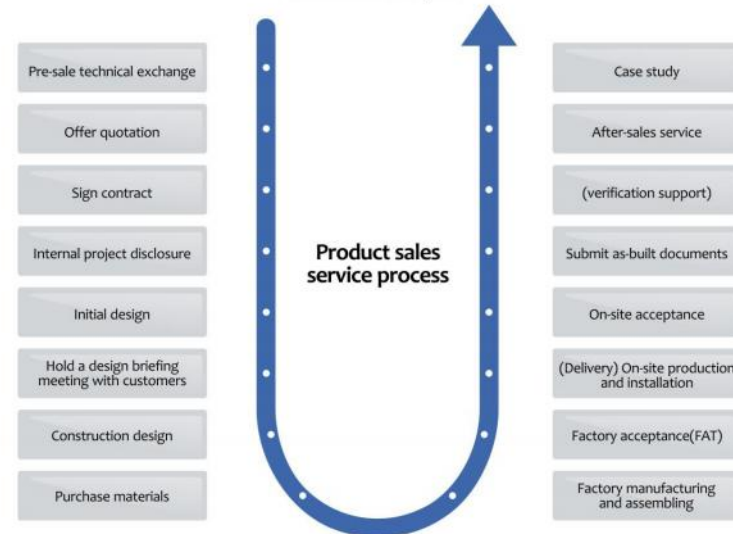 Pre-sale technical exchange
Offer quotation
Sign contract
Internal project disclosure
Initial design
Hold a design briefing
meeting with customers
Construction design
Purchase materials
Product sales
service process
Case study
After-sales service
(verification support)
Submit as-built documents
On-site acceptance
(Delivery) On-site production
and installation
Factory acceptance(FAT)
Factory manufacturing
and assembling